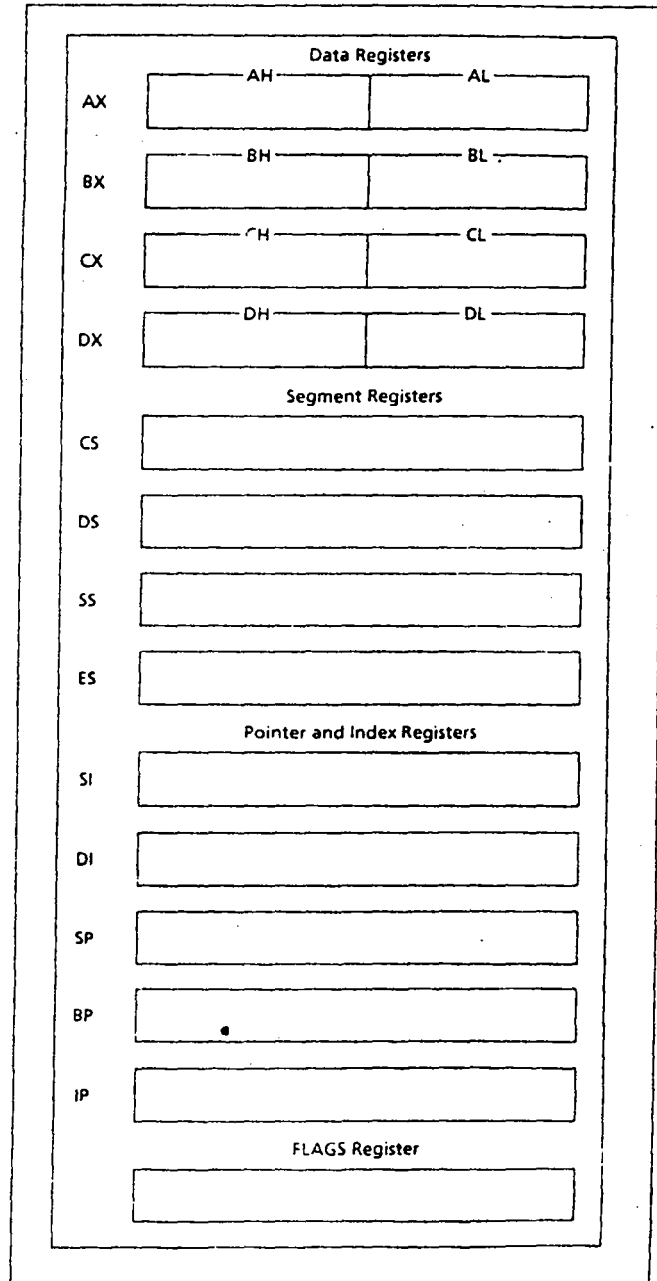 Data Registers
AH AL
AX
BH BL
BX
CH CL
CX
DH DL
DX
Segment Registers
CS
DS
SS
ES
Pointer and Index Registers
SI
DI
SP
BP
IP
FLAGS Register